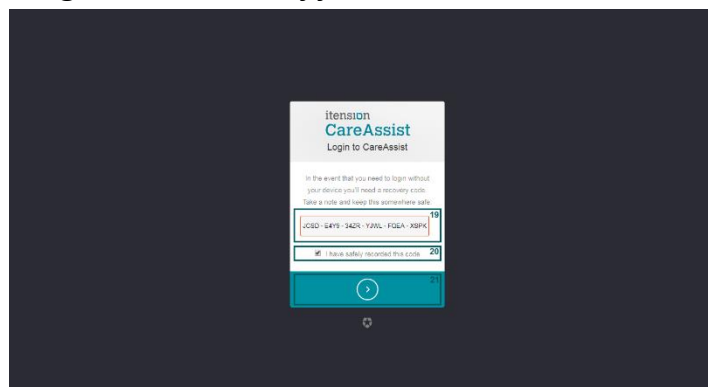 itension
CareAssist
Login to CareAssist
In the event that you need to login without
your device you'll need a recovery code.
Take a note and keep this somewhere safe
19
JCSD - E4Y9 - 34ZR - YJWL - FQEA - XSPK
I have safely recorded this code
20
21